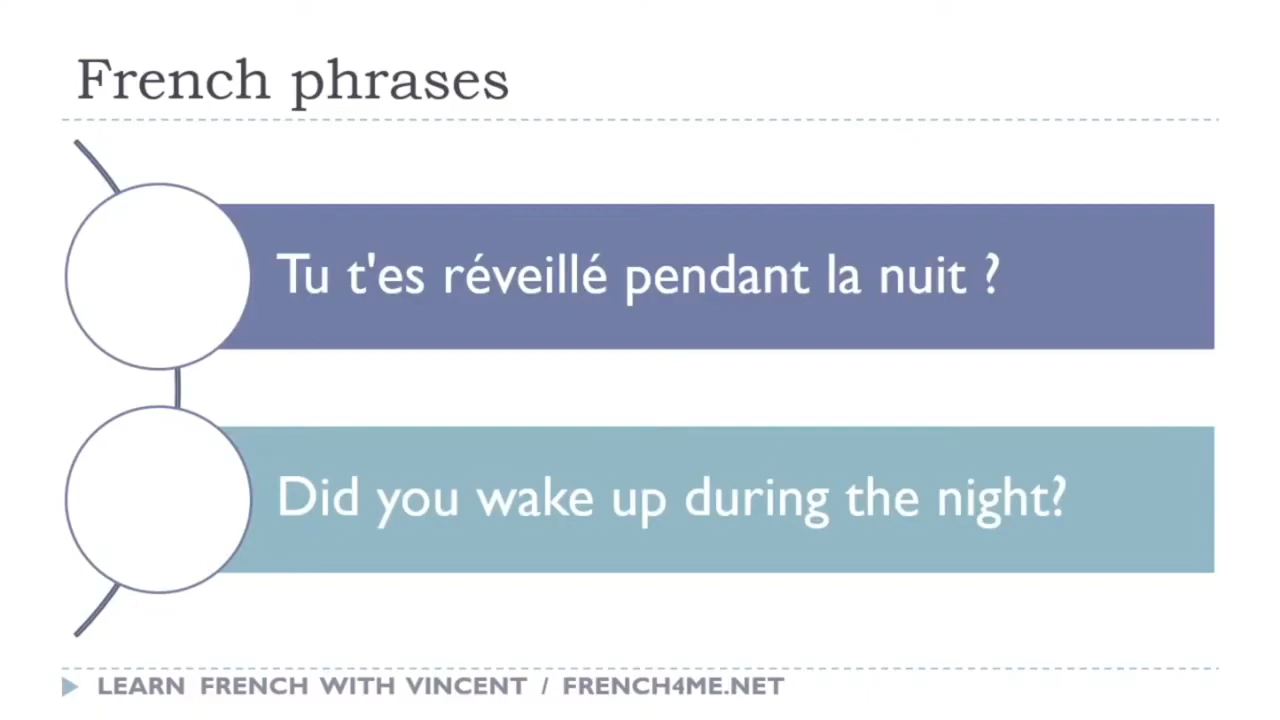 French phrases
Tu t'es réveillé pendant la nuit ?
Did you wake up during the night?
LEARN FRENCH WITH VINCENT / FRENCH4ME.NET